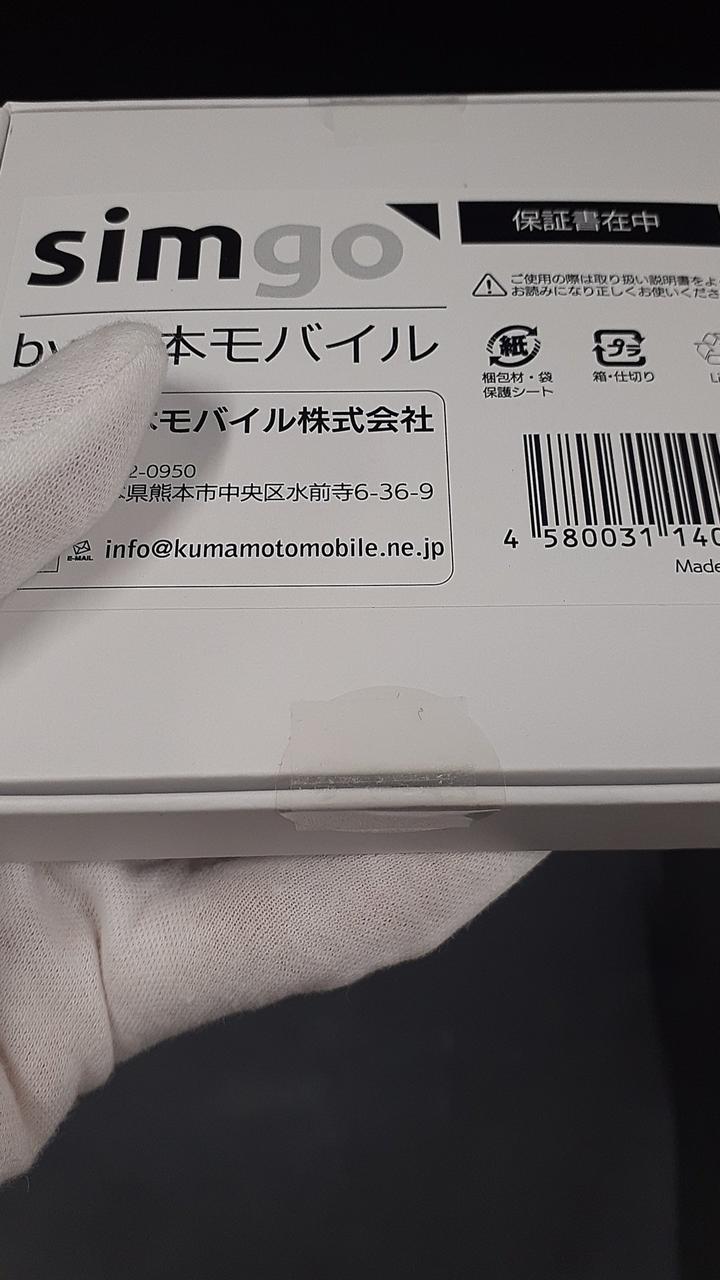 simgo
by 本モバイル
モバイル株式会社
2-0950
県熊本市中央区水前寺6-36-9
E-MAIL info@kumamotomobile.ne.jp
保証書在中
ご使用の際は取り扱い説明書をよ
お読みになり正しくお使いくださ
紙
プラ
梱包材・袋
保護シート
箱・仕切り
Li
4 580031 140
Made